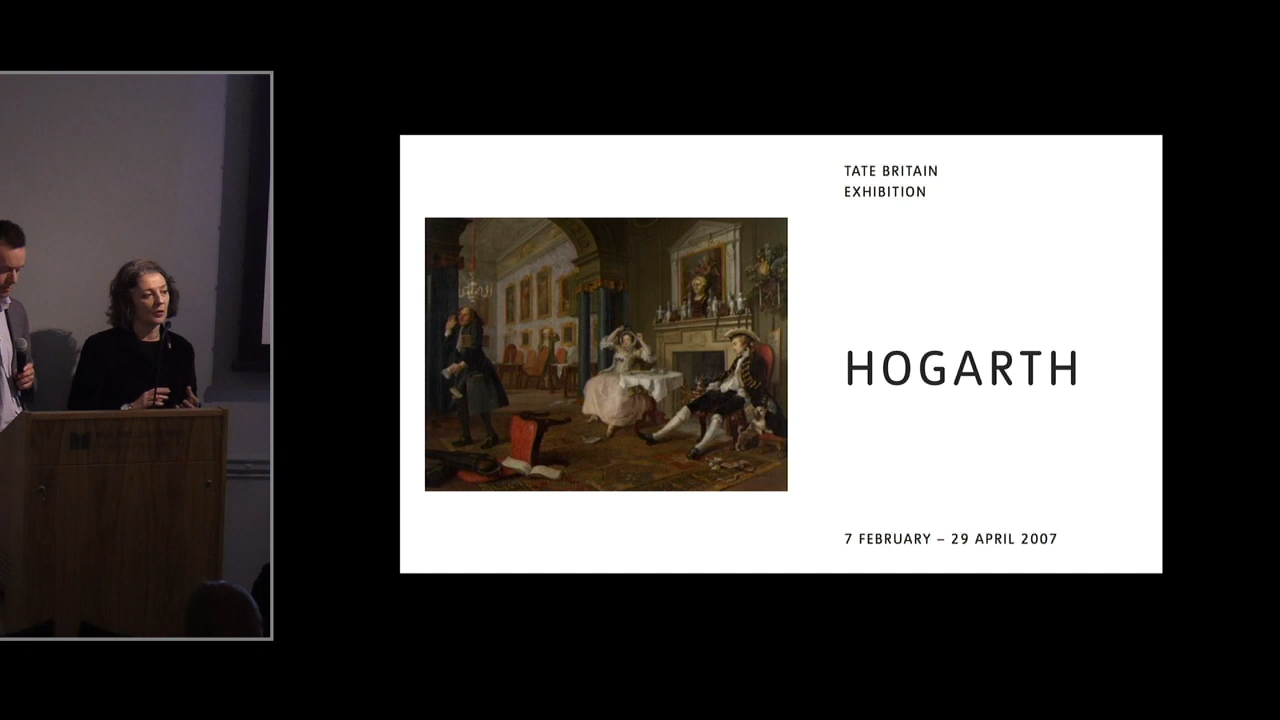 TATE BRITAIN
EXHIBITION
HOGARTH
7 FEBRUARY – 29 APRIL 2007